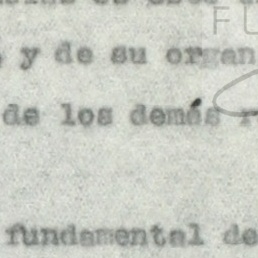 y de su organ
de los demás r
fundamental de